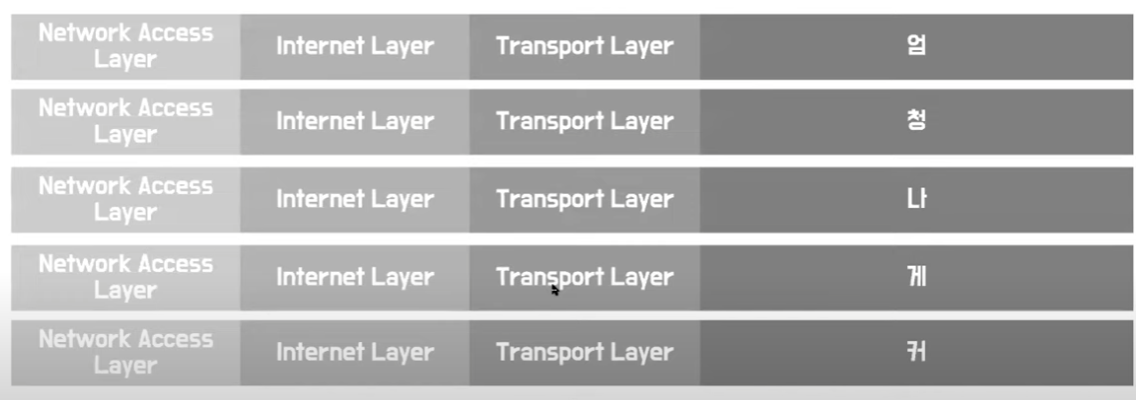 Network Access Layer Internet Layer Transport Layer 엄
Network Access Layer Internet Layer Transport Layer 청
Network Access Layer Internet Layer Transport Layer 나
Network Access Layer Internet Layer Transport Layer 게
Network Access Layer Internet Layer Transport Layer 커